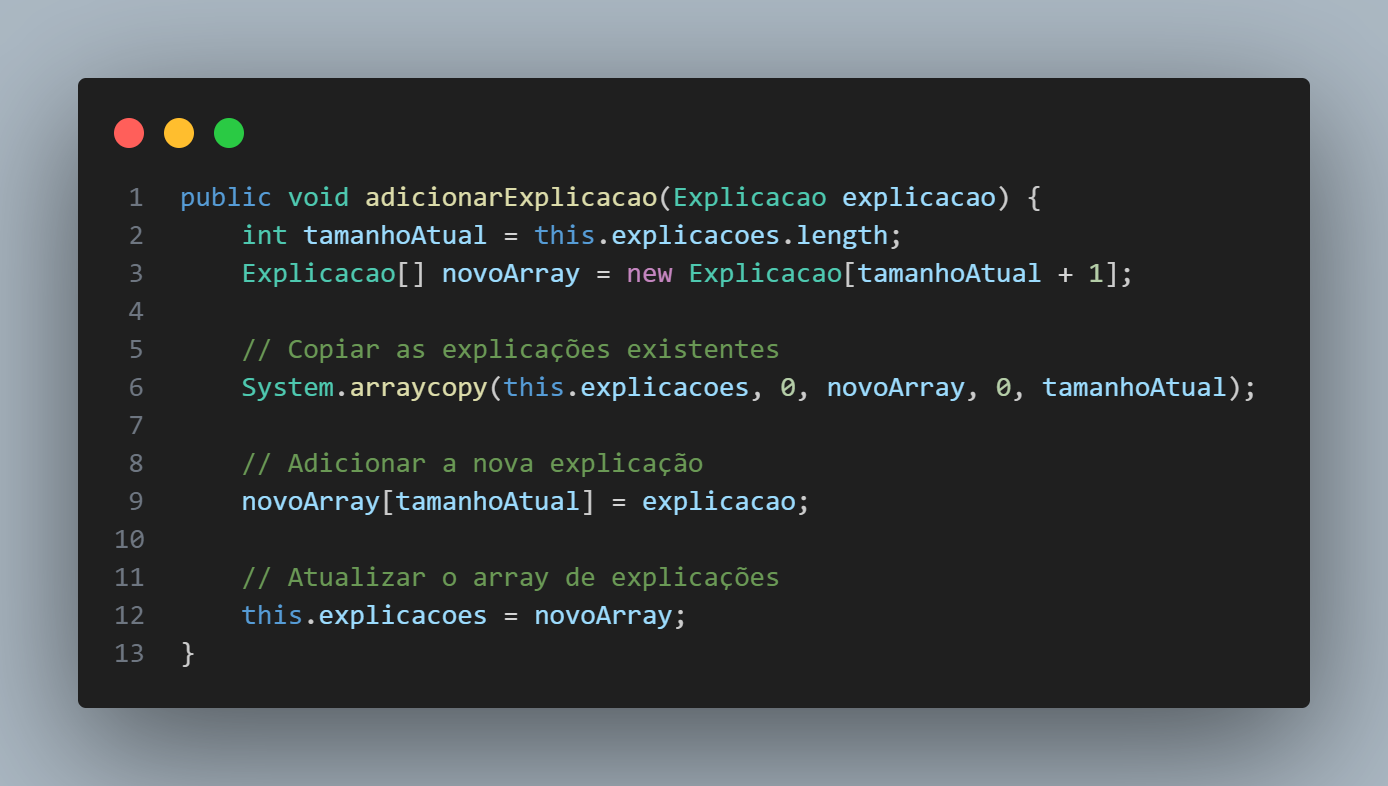 1 public void adicionarExplicacao(Explicacao explicacao) {
2     int tamanhoAtual = this.explicacoes.length;
3     Explicacao[] novoArray = new Explicacao[tamanhoAtual + 1];
4
5     // Copiar as explicações existentes
6     System.arraycopy(this.explicacoes, 0, novoArray, 0, tamanhoAtual);
7
8     // Adicionar a nova explicação
9     novoArray[tamanhoAtual] = explicacao;
10
11     // Atualizar o array de explicações
12     this.explicacoes = novoArray;
13 }